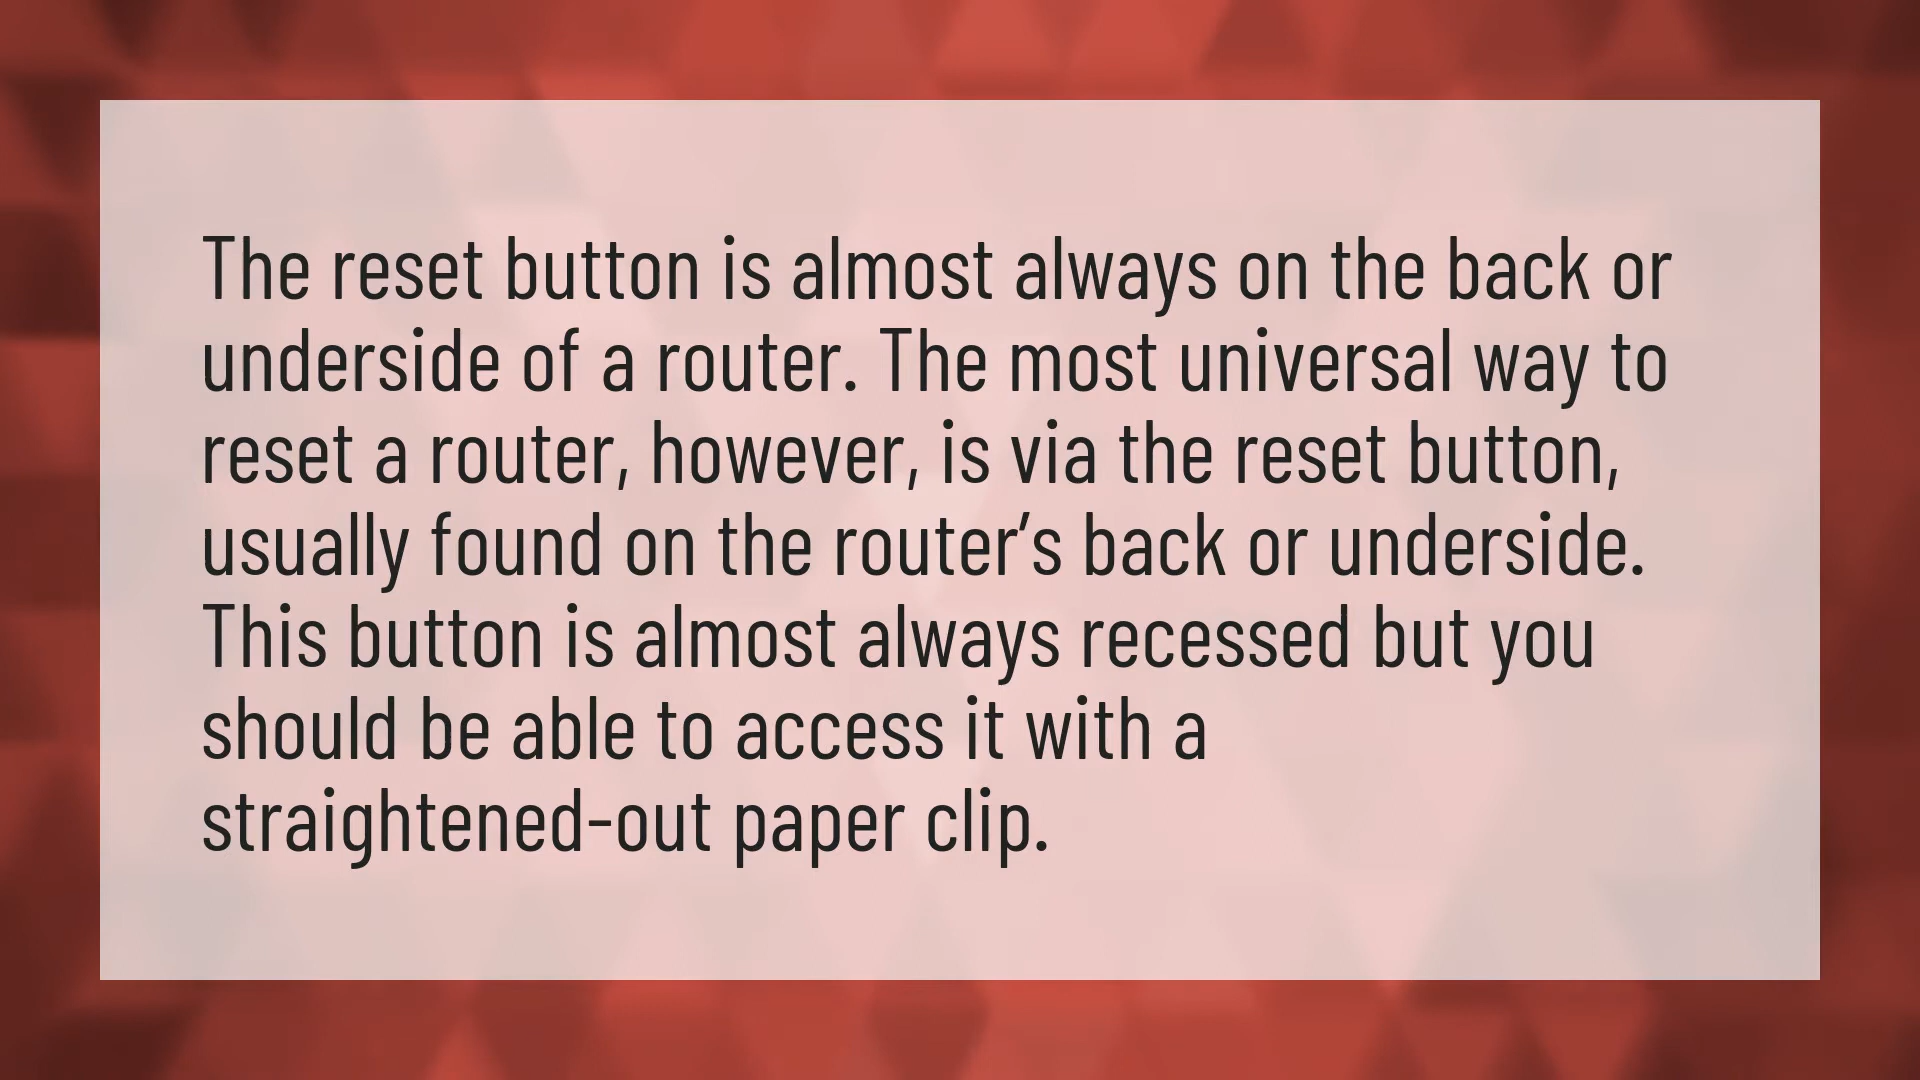 The reset button is almost always on the back or
underside of a router. The most universal way to
reset a router, however, is via the reset button,
usually found on the router’s back or underside.
This button is almost always recessed but you
should be able to access it with a
straightened-out paper clip.